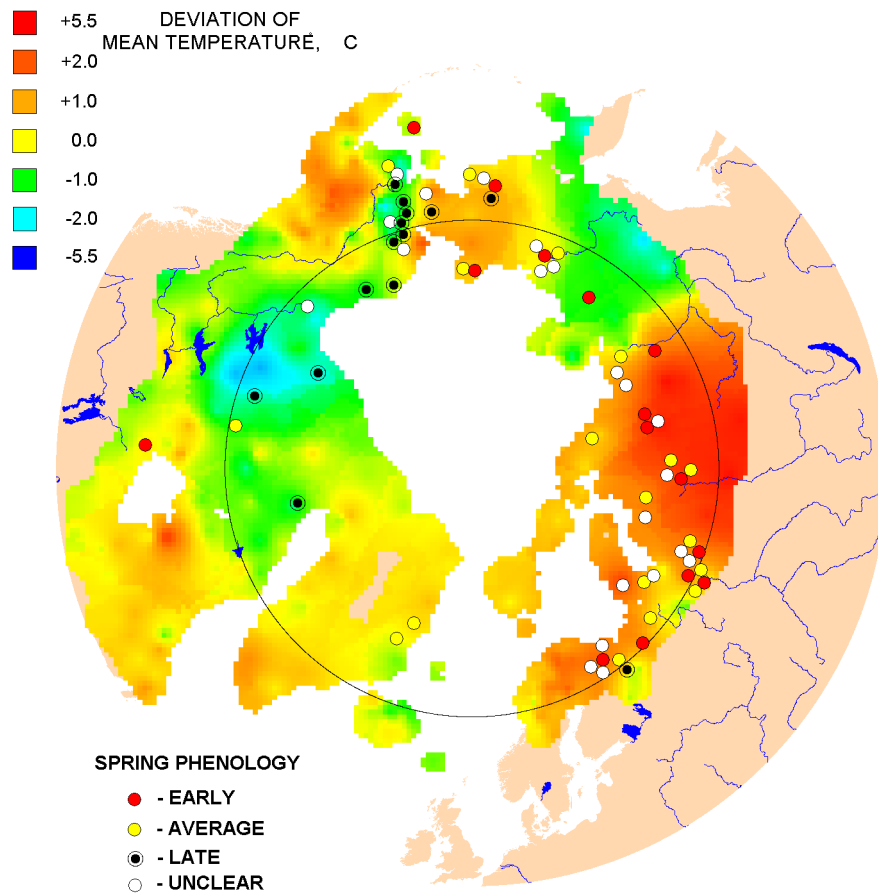 DEVIATION OF
MEAN TEMPERATURE, C
+5.5
+2.0
+1.0
0.0
-1.0
-2.0
-5.5
SPRING PHENOLOGY
- EARLY
- AVERAGE
- LATE
- UNCLEAR